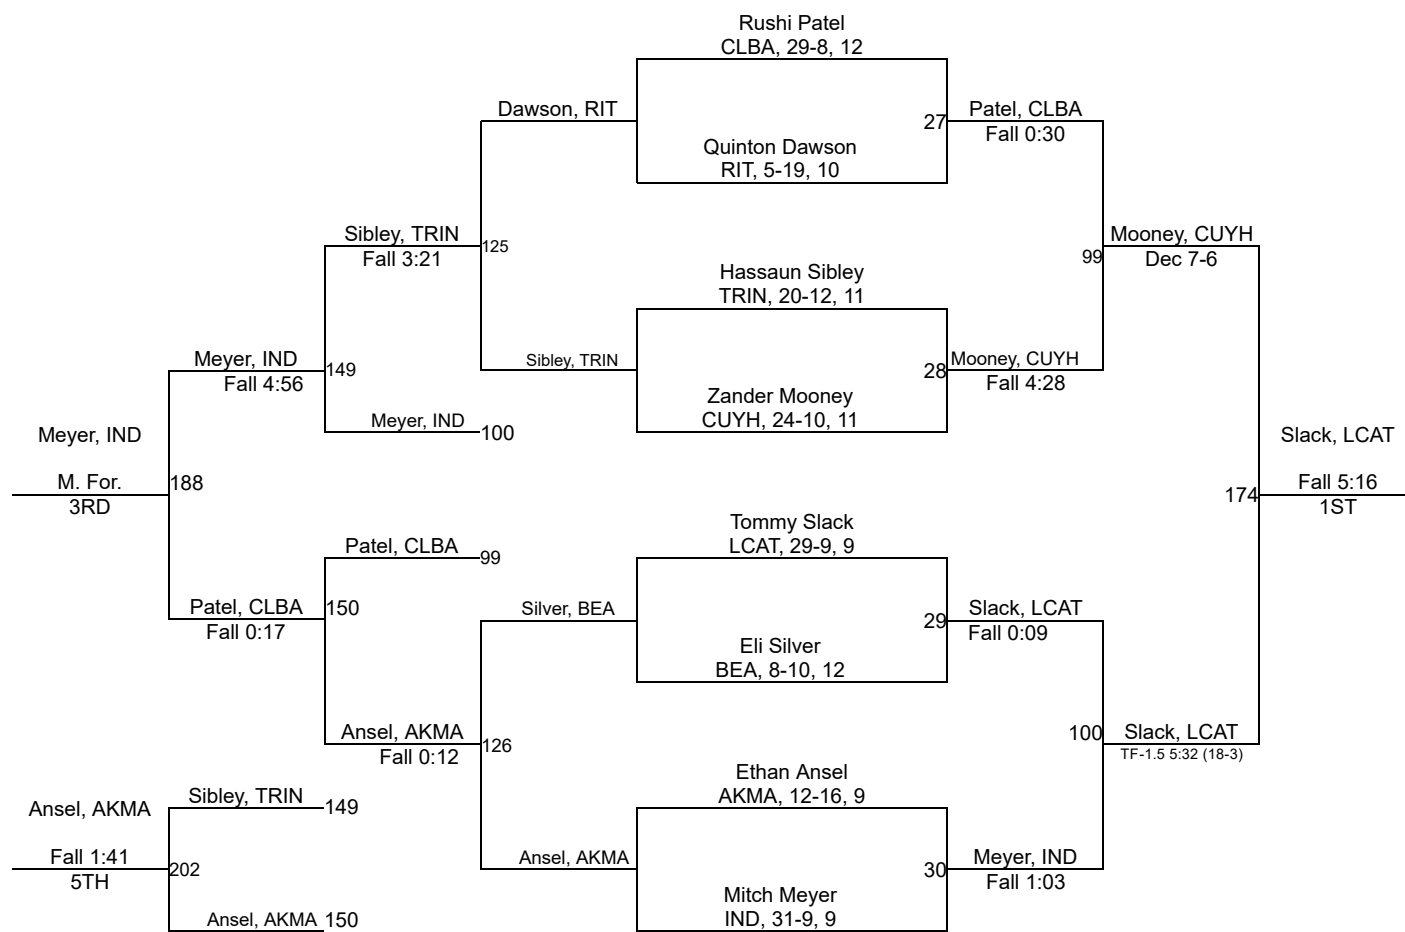 Rushi Patel
CLBA, 29-8, 12
Dawson, RIT
27
Patel, CLBA
Fall 0:30
Quinton Dawson
RIT, 5-19, 10
Sibley, TRIN
Fall 3:21
125
Mooney, CUYH
Dec 7-6
99
Hassaun Sibley
TRIN, 20-12, 11
Meyer, IND
Fall 4:56
149
Sibley, TRIN
28
Mooney, CUYH
Fall 4:28
Zander Mooney
CUYH, 24-10, 11
Meyer, IND
100
Meyer, IND
M. For.
3RD
188
Slack, LCAT
174
Fall 5:16
1ST
Tommy Slack
LCAT, 29-9, 9
Patel, CLBA
99
Patel, CLBA
Fall 0:17
150
Silver, BEA
29
Slack, LCAT
Fall 0:09
Eli Silver
BEA, 8-10, 12
Ansel, AKMA
Fall 0:12
126
100
Slack, LCAT
TF-1.5 5:32 (18-3)
Ethan Ansel
AKMA, 12-16, 9
Sibley, TRIN
149
Ansel, AKMA
Fall 1:41
5TH
202
Ansel, AKMA
30
Meyer, IND
Fall 1:03
Mitch Meyer
IND, 31-9, 9
Ansel, AKMA
150